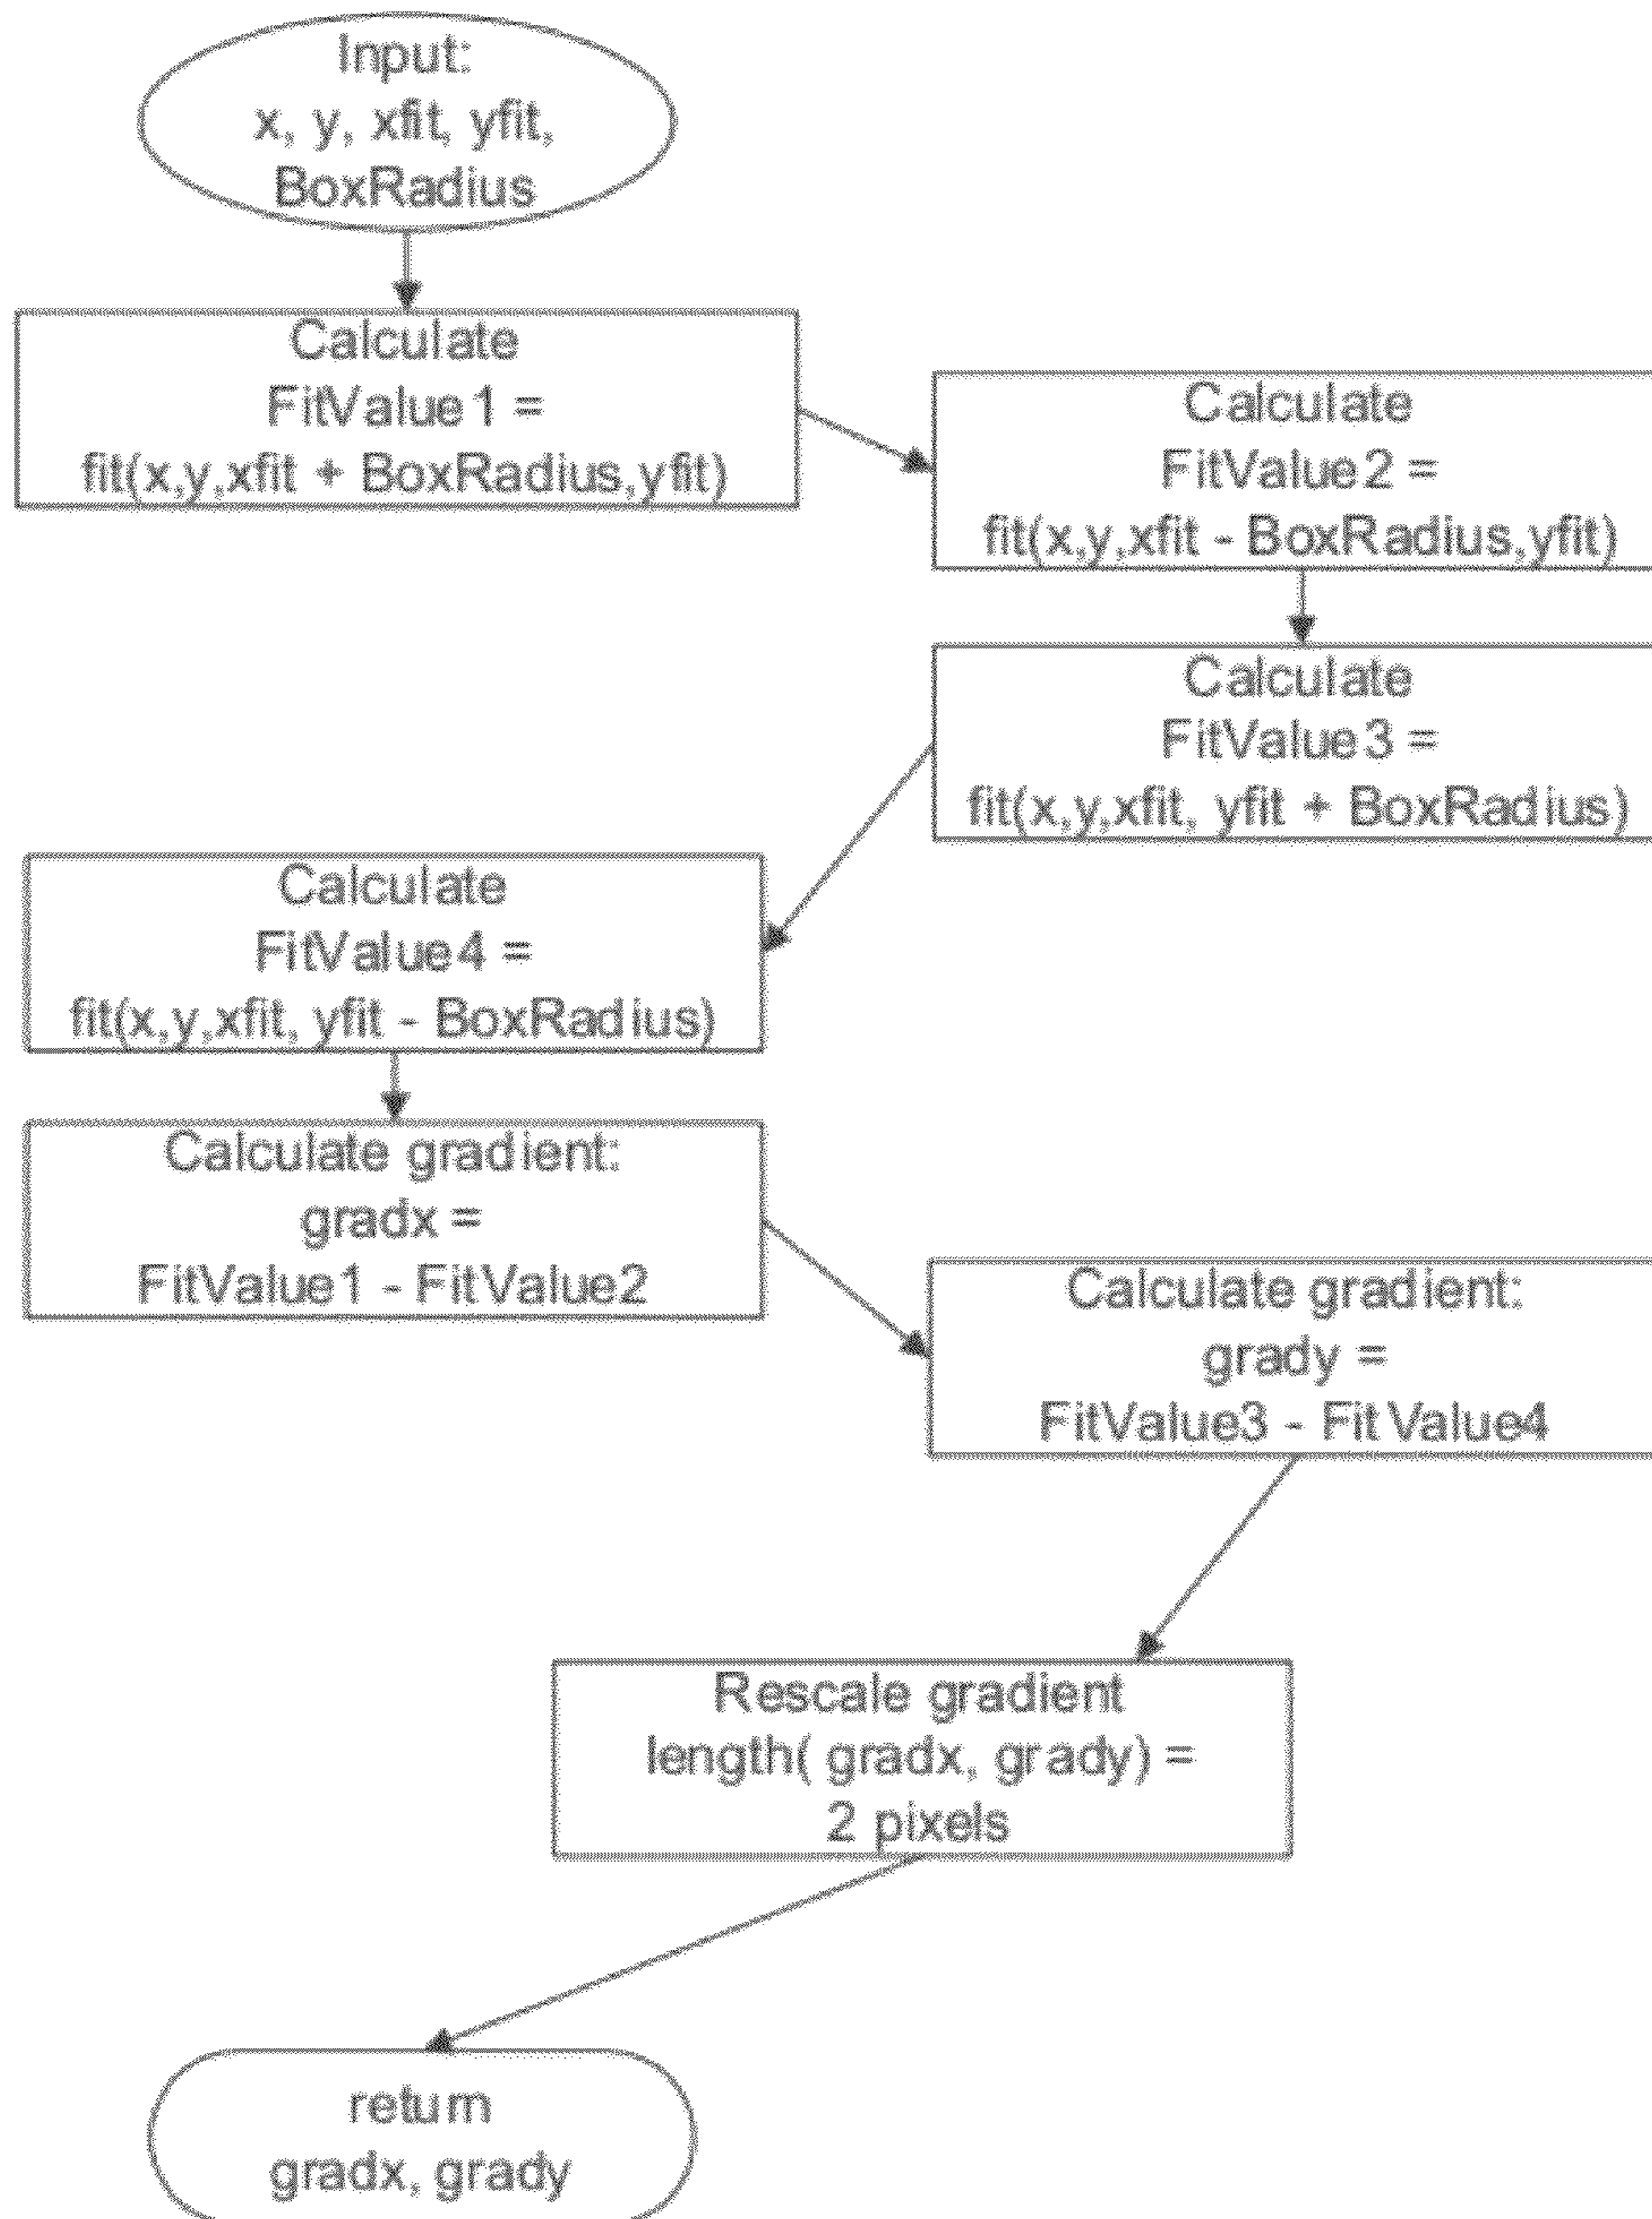 Input:
x, y, xfit, yfit,
BoxRadius
Calculate
FitValue1 =
fit(x,y,xfit + BoxRadius,yfit)
Calculate
FitValue2 =
fit(x,y,xfit - BoxRadius,yfit)
Calculate
FitValue3 =
fit(x,y,xfit, yfit + BoxRadius)
Calculate
FitValue4 =
fit(x,y,xfit, yfit - BoxRadius)
Calculate gradient:
gradx =
FitValue1 - FitValue2
Calculate gradient:
grady =
FitValue3 - FitValue4
Rescale gradient
length( gradx, grady) =
2 pixels
return
gradx, grady